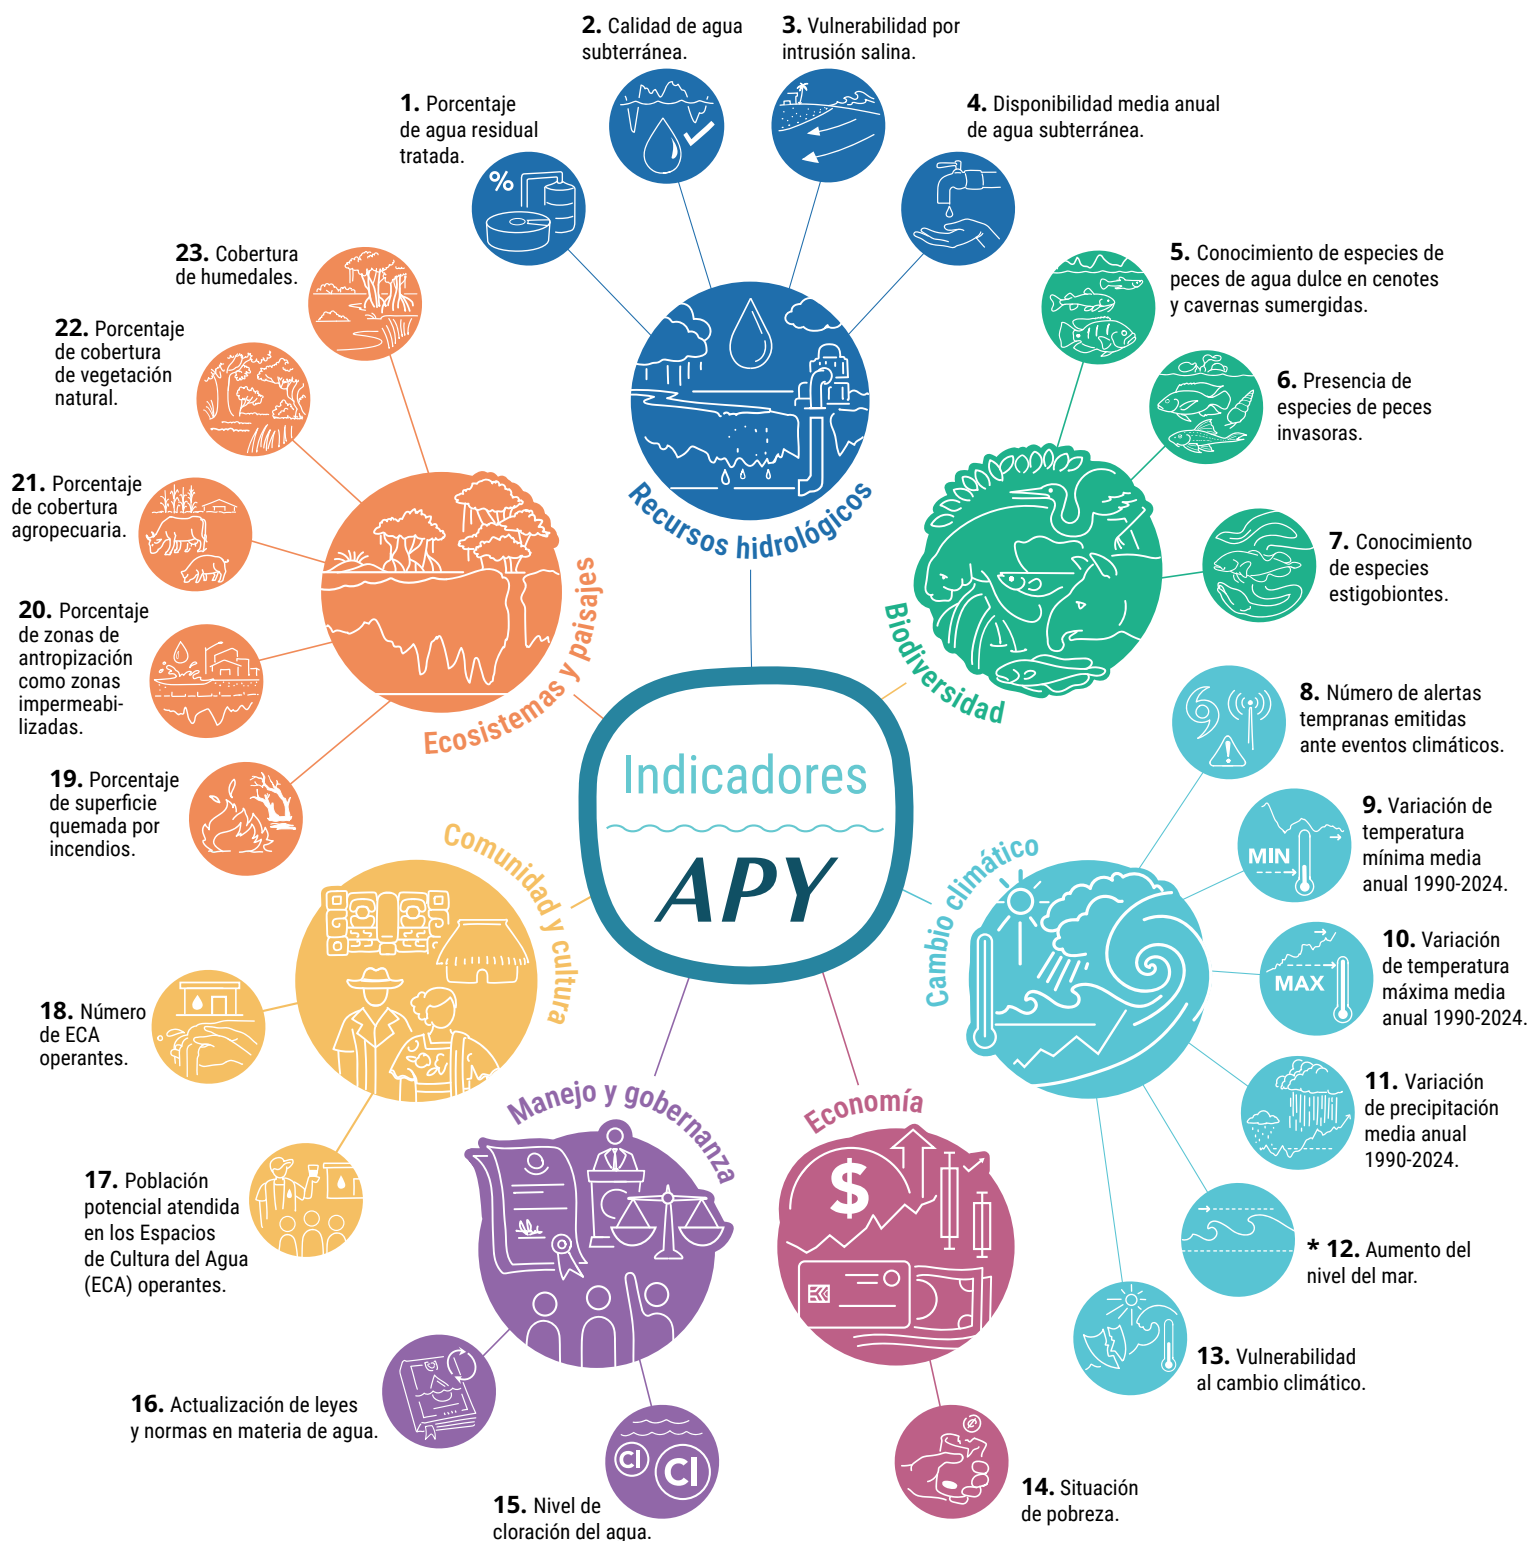 2. Calidad de agua
subterránea.
3. Vulnerabilidad por
intrusión salina.
1. Porcentaje
de agua residual
tratada.
4. Disponibilidad media anual
de agua subterránea.
%
23. Cobertura
de humedales.
5. Conocimiento de especies de
peces de agua dulce en cenotes
y cavernas sumergidas.
22. Porcentaje
de cobertura
de vegetación
natural.
6. Presencia de
especies de peces
invasoras.
21. Porcentaje
de cobertura
agropecuaria.
Recursos hidrológicos
7. Conocimiento
de especies
estigobiontes.
20. Porcentaje
de zonas de
antropización
como zonas
impermeabi-
lizadas.
Ecosistemas y paisajes
Biodiversidad
8. Número de alertas
tempranas emitidas
ante eventos climáticos.
19. Porcentaje
de superficie
quemada por
incendios.
Indicadores
APY
9. Variación de
temperatura
mínima media
anual 1990-2024.
MIN
Comunidad y cultura
Cambio climático
10. Variación
de temperatura
máxima media
anual 1990-2024.
MAX
18. Número
de ECA
operantes.
11. Variación
de precipitación
media anual
1990-2024.
Manejo y gobernanza
Economía
$
17. Población
potencial atendida
en los Espacios
de Cultura del Agua
(ECA) operantes.
* 12. Aumento del
nivel del mar.
13. Vulnerabilidad
al cambio climático.
16. Actualización de leyes
y normas en materia de agua.
Cl
Cl
15. Nivel de
cloración del agua.
14. Situación
de pobreza.